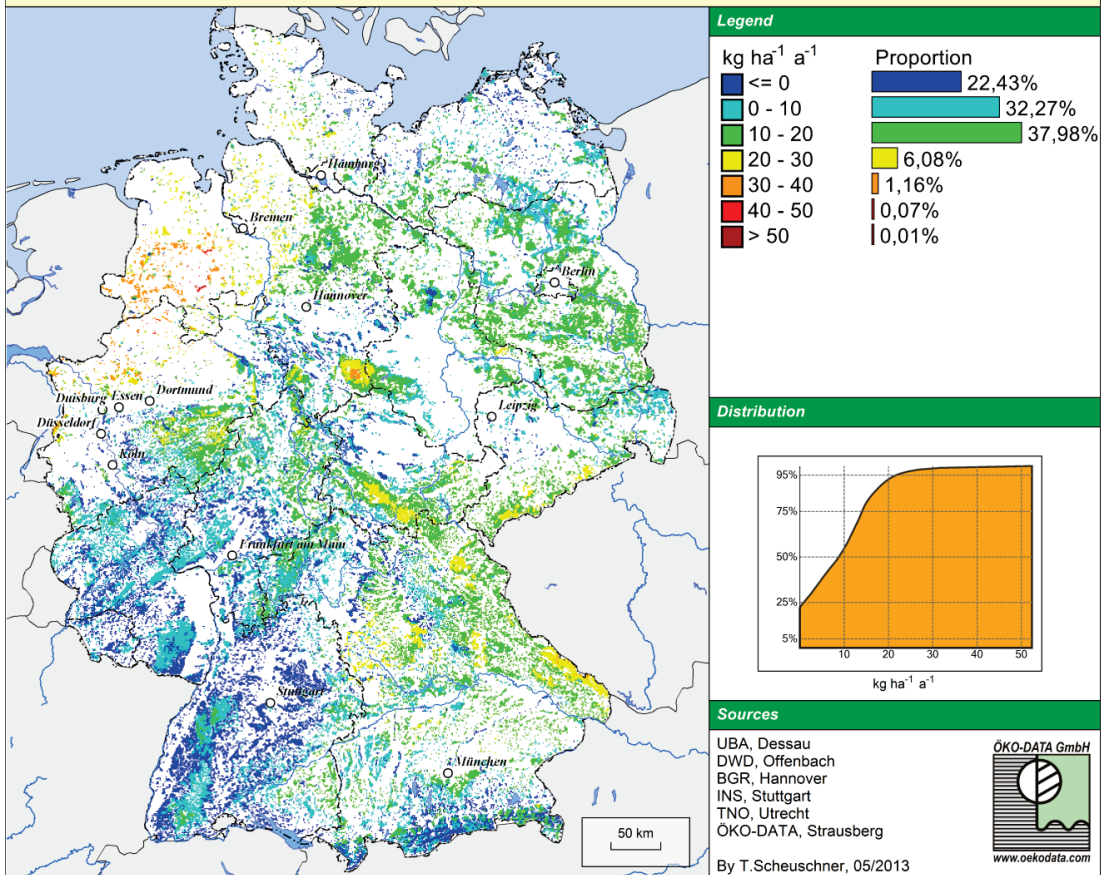 Hamburg
Bremen
Berlin
Hannover
Dortmund
Duisburg
Essen
Düsseldorf
Leipzig
Köln
Frankfurt am Main
Stuttgart
München
50 km
Legend
kg ha⁻¹ a⁻¹ Proportion
<= 0 22,43%
0 - 10 32,27%
10 - 20 37,98%
20 - 30 6,08%
30 - 40 1,16%
40 - 50 0,07%
> 50 0,01%
Distribution
95%
75%
50%
25%
5%
10 20 30 40 50
kg ha⁻¹ a⁻¹
Sources
UBA, Dessau
DWD, Offenbach
BGR, Hannover
INS, Stuttgart
TNO, Utrecht
ÖKO-DATA, Strausberg
By T.Scheuschner, 05/2013
ÖKO-DATA GmbH
www.oekodata.com